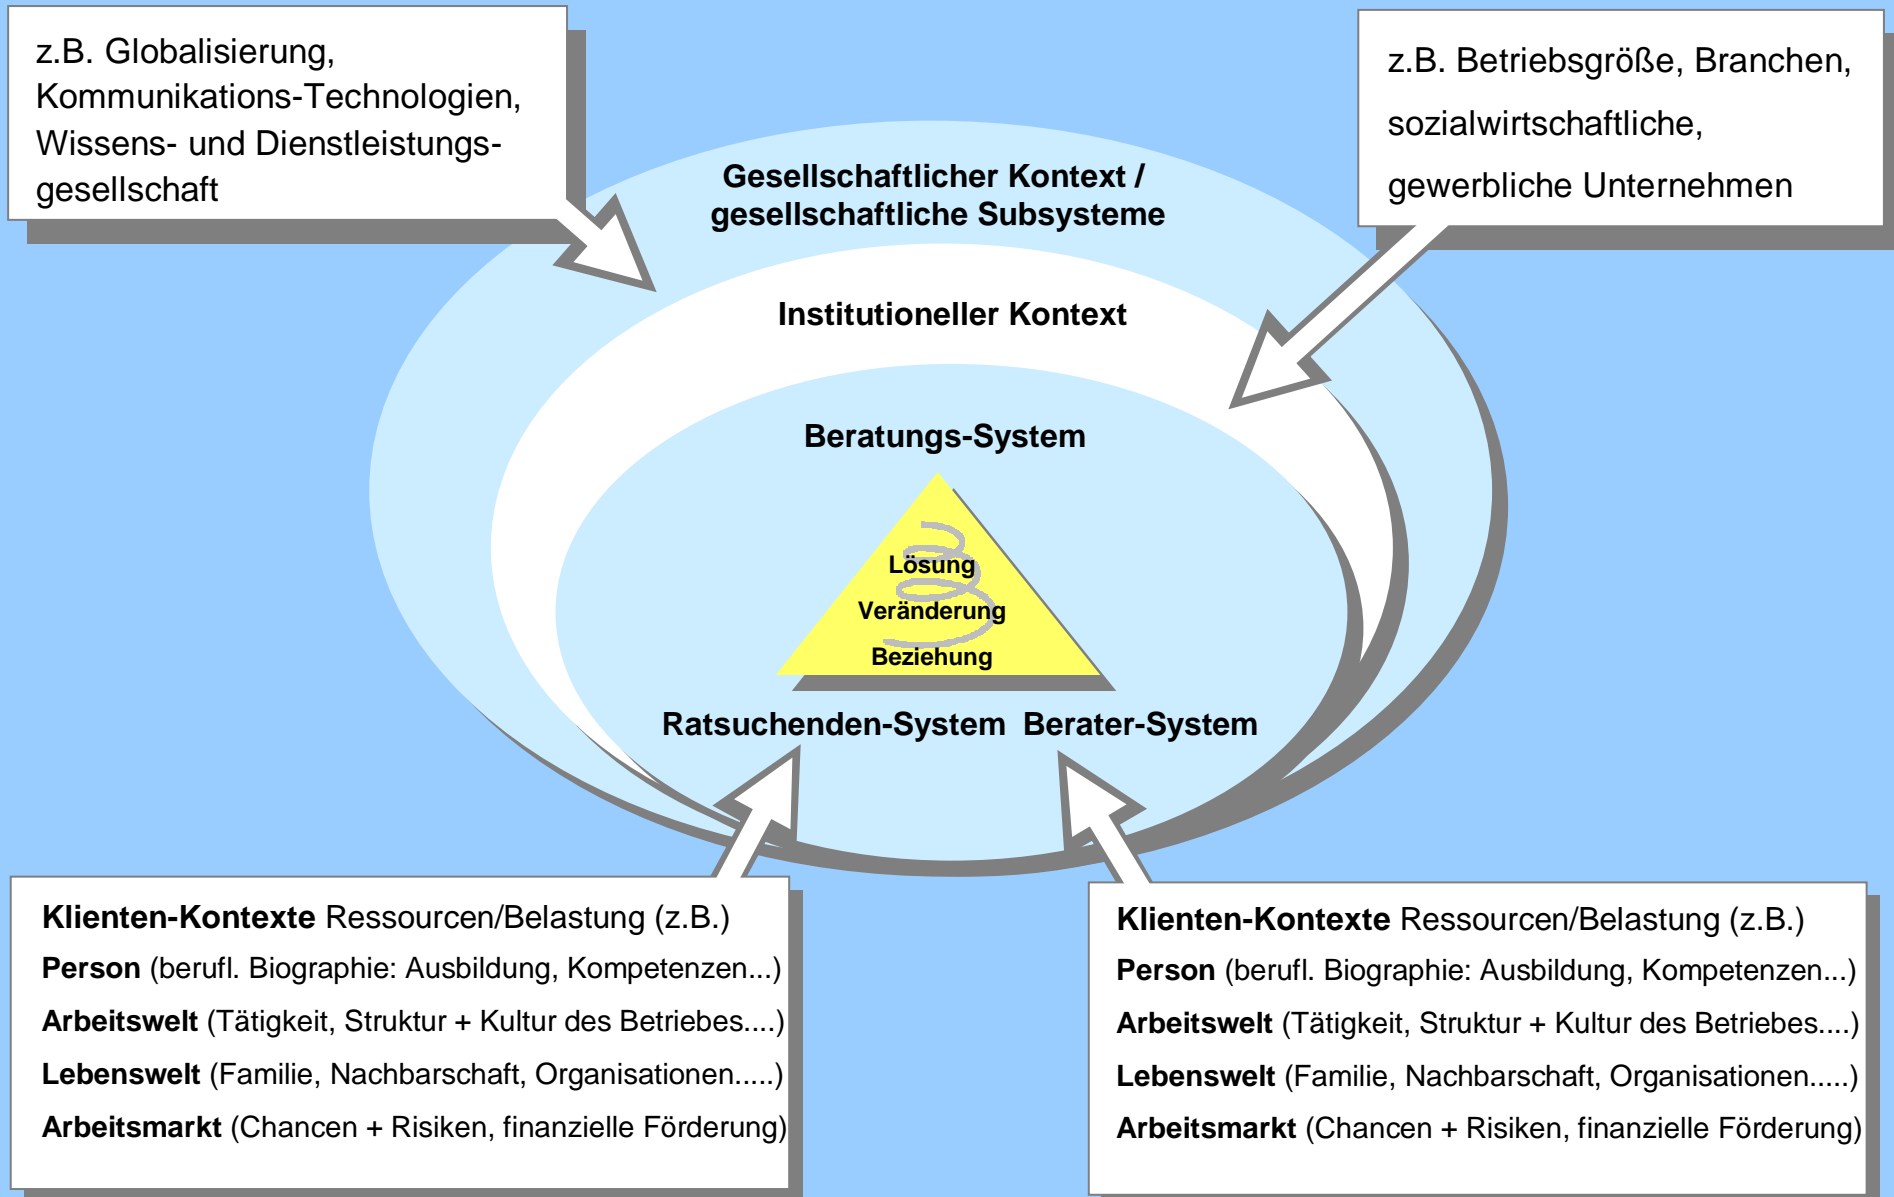 z.B. Globalisierung,
Kommunikations-Technologien,
Wissens- und Dienstleistungs-
gesellschaft
z.B. Betriebsgröße, Branchen,
sozialwirtschaftliche,
gewerbliche Unternehmen
Gesellschaftlicher Kontext /
gesellschaftliche Subsysteme
Institutioneller Kontext
Beratungs-System
Lösung
Veränderung
Beziehung
Ratsuchenden-System
Berater-System
Klienten-Kontexte Ressourcen/Belastung (z.B.)
Person (berufl. Biographie: Ausbildung, Kompetenzen...)
Arbeitswelt (Tätigkeit, Struktur + Kultur des Betriebes....)
Lebenswelt (Familie, Nachbarschaft, Organisationen.....)
Arbeitsmarkt (Chancen + Risiken, finanzielle Förderung)
Klienten-Kontexte Ressourcen/Belastung (z.B.)
Person (berufl. Biographie: Ausbildung, Kompetenzen...)
Arbeitswelt (Tätigkeit, Struktur + Kultur des Betriebes....)
Lebenswelt (Familie, Nachbarschaft, Organisationen.....)
Arbeitsmarkt (Chancen + Risiken, finanzielle Förderung)